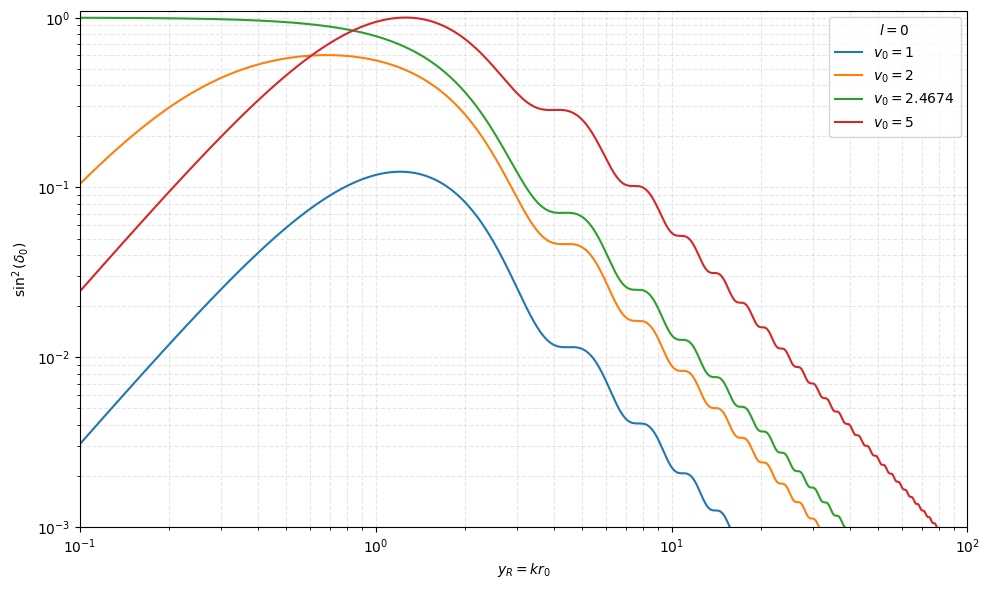 l = 0
v₀ = 1
v₀ = 2
v₀ = 2.4674
v₀ = 5
10⁰
10⁻¹
10⁻²
10⁻³
sin²(δ₀)
10⁻¹ 10⁰ 10¹ 10²
y_R = kr₀